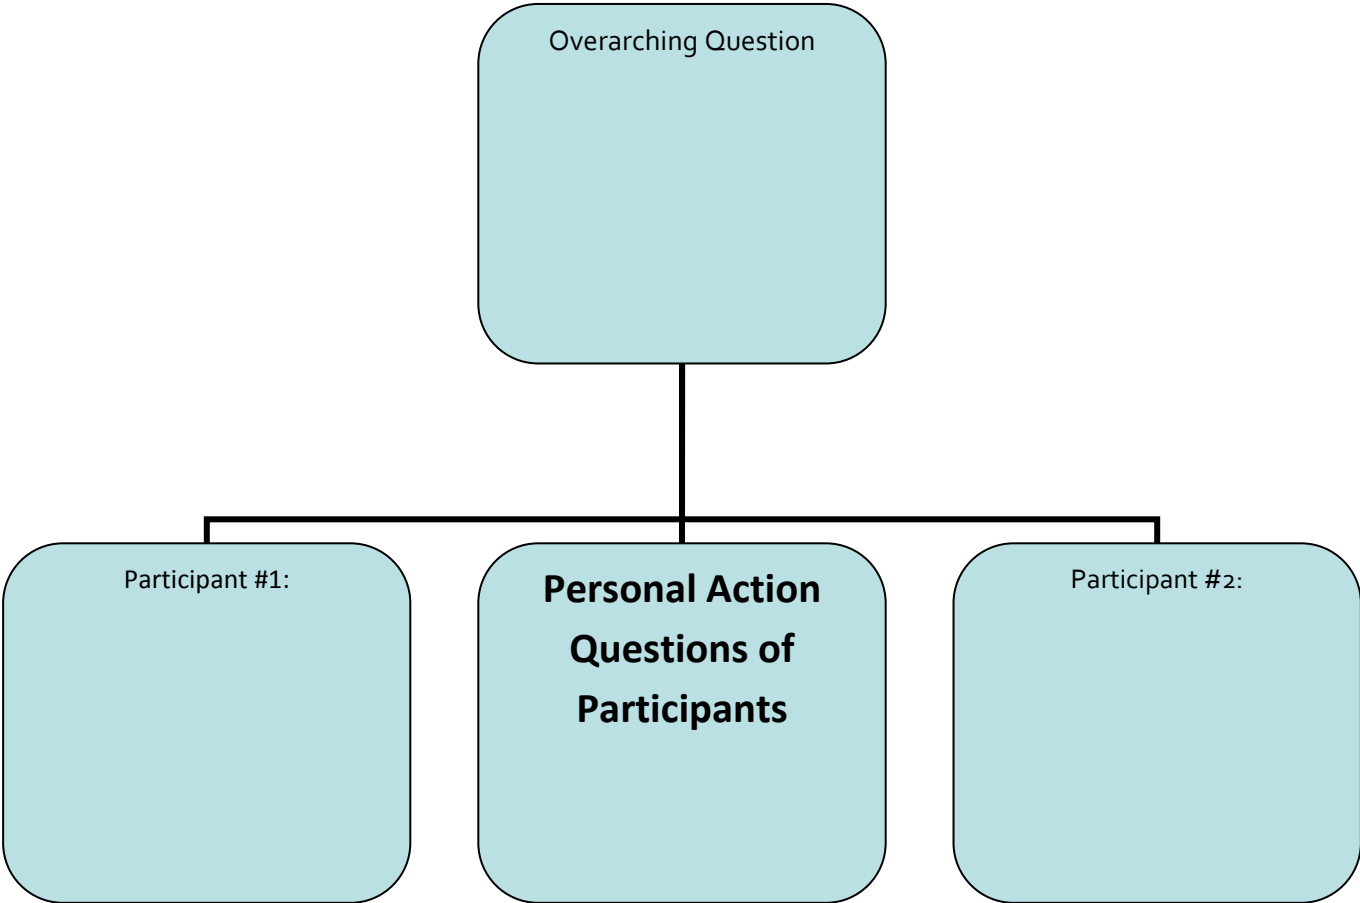 Overarching Question
Participant #1:
Personal Action
Questions of
Participants
Participant #2: